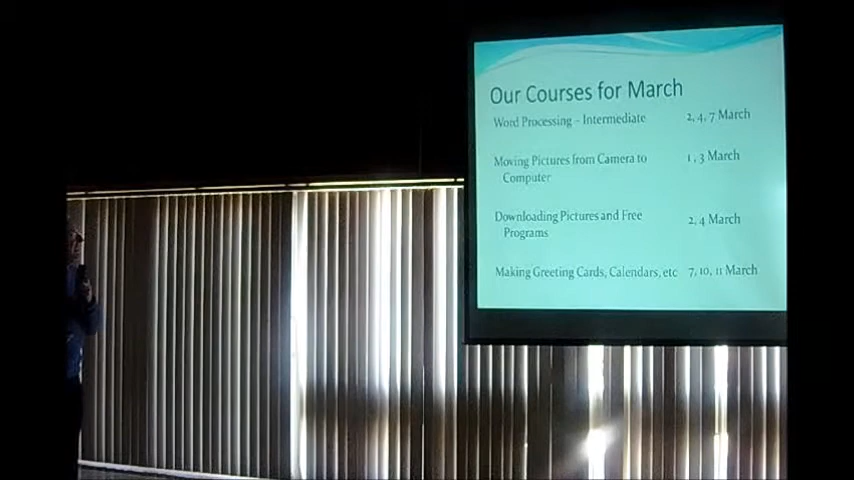 Our Courses for March
Word Processing - Intermediate 2, 4, 7 March
Moving Pictures from Camera to 1, 3 March
Computer
Downloading Pictures and Free 2, 4 March
Programs
Making Greeting Cards, Calendars, etc 7, 10, 11 March